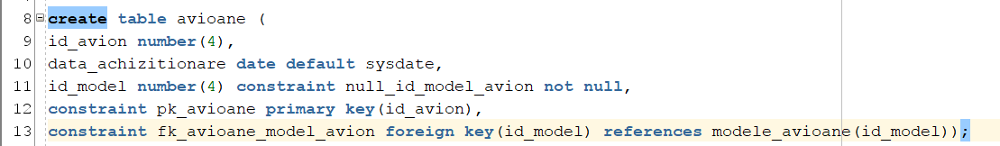 8 create table avioane (
9 id_avion number(4),
10 data_achizitionare date default sysdate,
11 id_model number(4) constraint null_id_model_avion not null,
12 constraint pk_avioane primary key(id_avion),
13 constraint fk_avioane_model_avion foreign key(id_model) references modele_avioane(id_model));